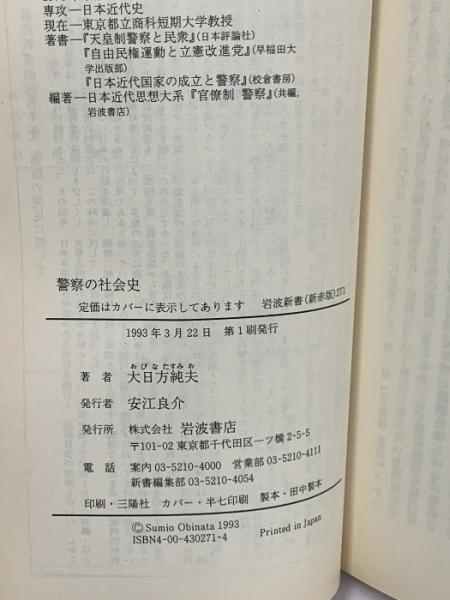 専攻―日本近代史
現在―東京都立商科短期大学教授
著書―『天皇制警察と民衆』(日本評論社)
『自由民権運動と立憲改進党』(早稲田大
学出版部)
『日本近代国家の成立と警察』(校倉書房)
編著―日本近代思想大系『官僚制 警察』(共編,
岩波書店)
警察の社会史
定価はカバーに表示してあります 岩波新書(新赤版)271
1993年3月22日 第1刷発行
おびなたすみお
著者 大日方純夫
発行者 安江良介
発行所 株式会社 岩波書店
〒101-02 東京都千代田区一ツ橋2-5-5
電話 案内03-5210-4000 営業部03-5210-4111
新書編集部03-5210-4054
印刷・三陽社 カバー・半七印刷 製本・田中製本
© Sumio Obinata 1993
ISBN4-00-430271-4 Printed in Japan